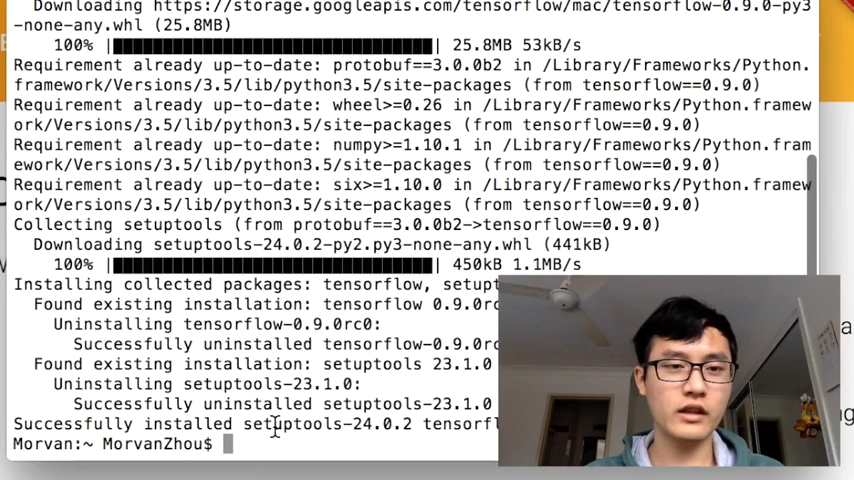 Downloading https://storage.googleapis.com/tensorflow/mac/tensorflow-0.9.0-py3
-none-any.whl (25.8MB)
100% |████████████████████████████████| 25.8MB 53kB/s
Requirement already up-to-date: protobuf==3.0.0b2 in /Library/Frameworks/Python.
framework/Versions/3.5/lib/python3.5/site-packages (from tensorflow==0.9.0)
Requirement already up-to-date: wheel>=0.26 in /Library/Frameworks/Python.framew
ork/Versions/3.5/lib/python3.5/site-packages (from tensorflow==0.9.0)
Requirement already up-to-date: numpy>=1.10.1 in /Library/Frameworks/Python.fram
ework/Versions/3.5/lib/python3.5/site-packages (from tensorflow==0.9.0)
Requirement already up-to-date: six>=1.10.0 in /Library/Frameworks/Python.framew
ork/Versions/3.5/lib/python3.5/site-packages (from tensorflow==0.9.0)
Collecting setuptools (from protobuf==3.0.0b2->tensorflow==0.9.0)
Downloading setuptools-24.0.2-py2.py3-none-any.whl (441kB)
100% |████████████████████████████████| 450kB 1.1MB/s
Installing collected packages: tensorflow, setupt
Found existing installation: tensorflow 0.9.0rc
Uninstalling tensorflow-0.9.0rc0:
Successfully uninstalled tensorflow-0.9.0rc
Found existing installation: setuptools 23.1.0
Uninstalling setuptools-23.1.0:
Successfully uninstalled setuptools-23.1.0
Successfully installed setuptools-24.0.2 tensorfl
Morvan:~ MorvanZhou$